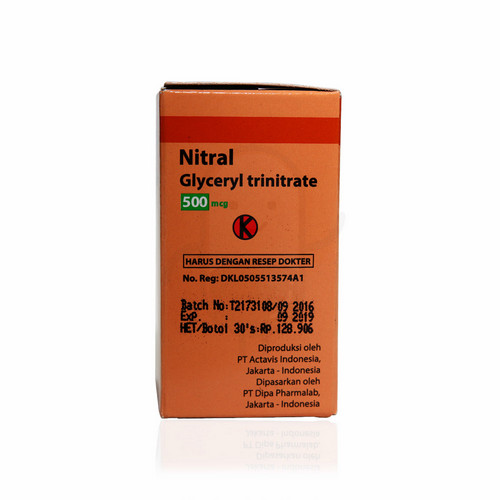 Nitral
Glyceryl trinitrate
500 mcg
K
HARUS DENGAN RESEP DOKTER
No. Reg: DKL0505513574A1
Batch No:T2173108/09 2016
Exp. : 09 2019
HET/Botol 30's:Rp.128.906
Diproduksi oleh
PT Actavis Indonesia,
Jakarta - Indonesia
Dipasarkan oleh
PT Dipa Pharmalab,
Jakarta - Indonesia